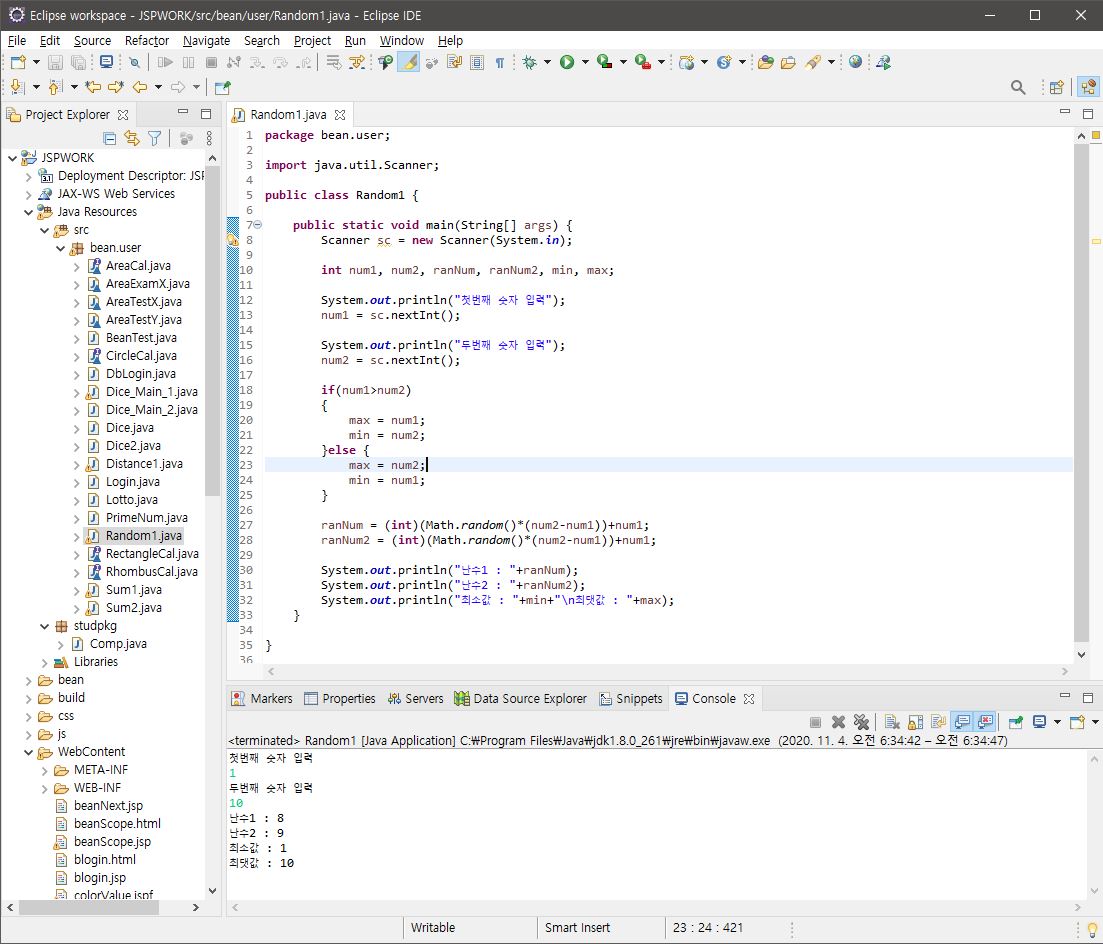 Eclipse workspace - JSPWORK/src/bean/user/Random1.java - Eclipse IDE
File Edit Source Refactor Navigate Search Project Run Window Help
Project Explorer
JSPWORK
Deployment Descriptor: JSP
JAX-WS Web Services
Java Resources
src
bean.user
AreaCal.java
AreaExamX.java
AreaTestX.java
AreaTestY.java
BeanTest.java
CircleCal.java
DbLogin.java
Dice_Main_1.java
Dice_Main_2.java
Dice.java
Dice2.java
Distance1.java
Login.java
Lotto.java
PrimeNum.java
Random1.java
RectangleCal.java
RhombusCal.java
Sum1.java
Sum2.java
studpkg
Comp.java
Libraries
bean
build
css
js
WebContent
META-INF
WEB-INF
beanNext.jsp
beanScope.html
beanScope.jsp
blogin.html
blogin.jsp
colorValue.jspf
Random1.java
1 package bean.user;
2
3 import java.util.Scanner;
4
5 public class Random1 {
6
7 public static void main(String[] args) {
8 Scanner sc = new Scanner(System.in);
9
10 int num1, num2, ranNum, ranNum2, min, max;
11
12 System.out.println("첫번째 숫자 입력");
13 num1 = sc.nextInt();
14
15 System.out.println("두번째 숫자 입력");
16 num2 = sc.nextInt();
17
18 if(num1>num2)
19 {
20 max = num1;
21 min = num2;
22 }else {
23 max = num2;
24 min = num1;
25 }
26
27 ranNum = (int)(Math.random()*(num2-num1))+num1;
28 ranNum2 = (int)(Math.random()*(num2-num1))+num1;
29
30 System.out.println("난수1 : "+ranNum);
31 System.out.println("난수2 : "+ranNum2);
32 System.out.println("최소값 : "+min+"\n최댓값 : "+max);
33 }
34
35 }
36
Markers Properties Servers Data Source Explorer Snippets Console
<terminated> Random1 [Java Application] C:₩Program Files₩Java₩jdk1.8.0_261₩jre₩bin₩javaw.exe (2020. 11. 4. 오전 6:34:42 – 오전 6:34:47)
첫번째 숫자 입력
1
두번째 숫자 입력
10
난수1 : 8
난수2 : 9
최소값 : 1
최댓값 : 10
Writable Smart Insert 23 : 24 : 421